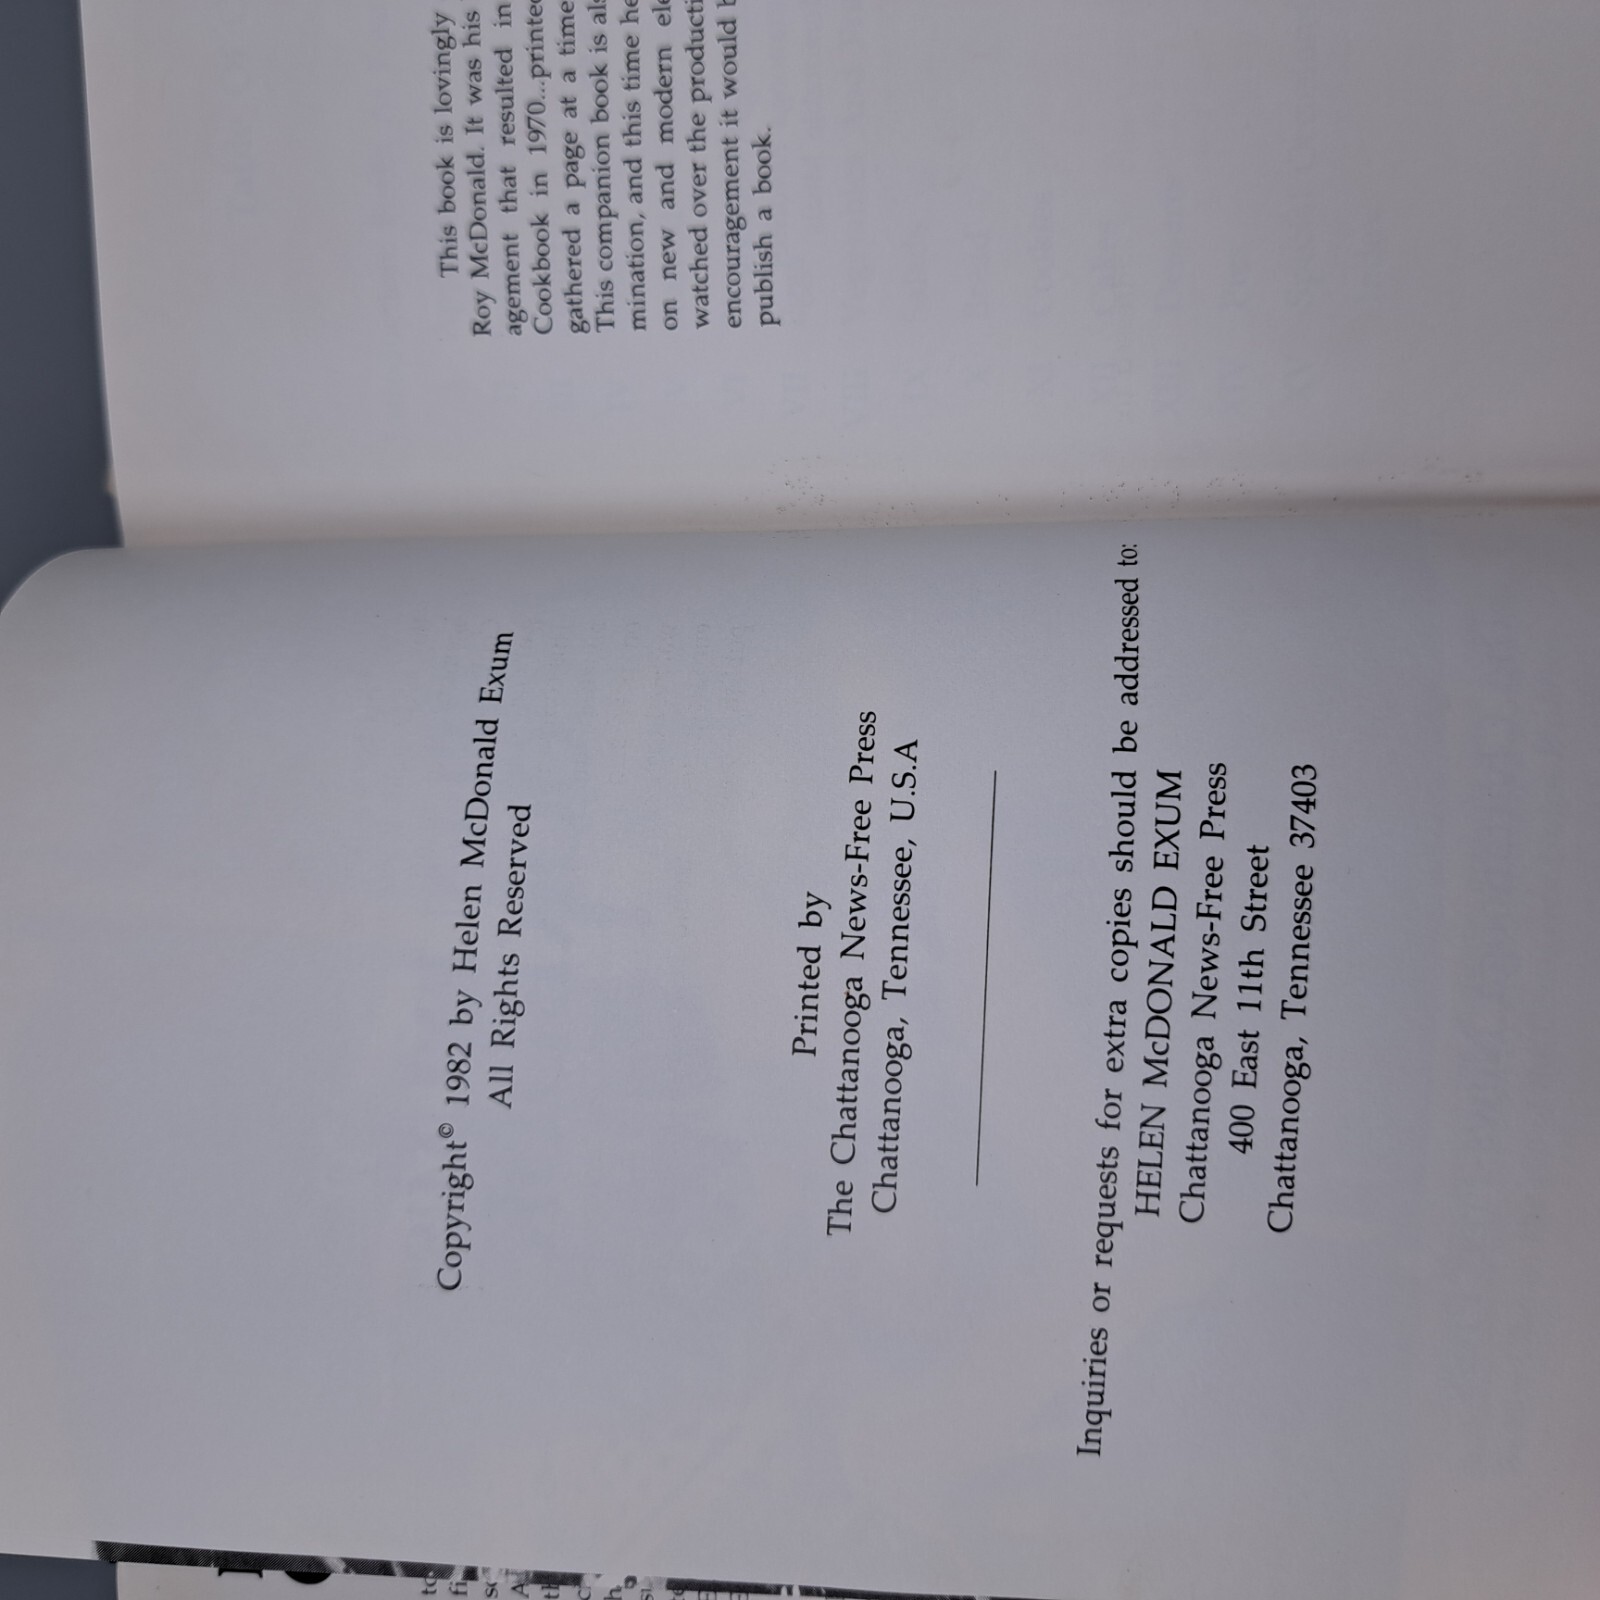 Copyright© 1982 by Helen McDonald Exum
All Rights Reserved
Printed by
The Chattanooga News-Free Press
Chattanooga, Tennessee, U.S.A
Inquiries or requests for extra copies should be addressed to:
HELEN McDONALD EXUM
Chattanooga News-Free Press
400 East 11th Street
Chattanooga, Tennessee 37403
This book is lovingly
Roy McDonald. It was his
agement that resulted in
Cookbook in 1970...printed
gathered a page at a time
This companion book is
mination, and this time
on new and modern
watched over the
encouragement it would
publish a book.